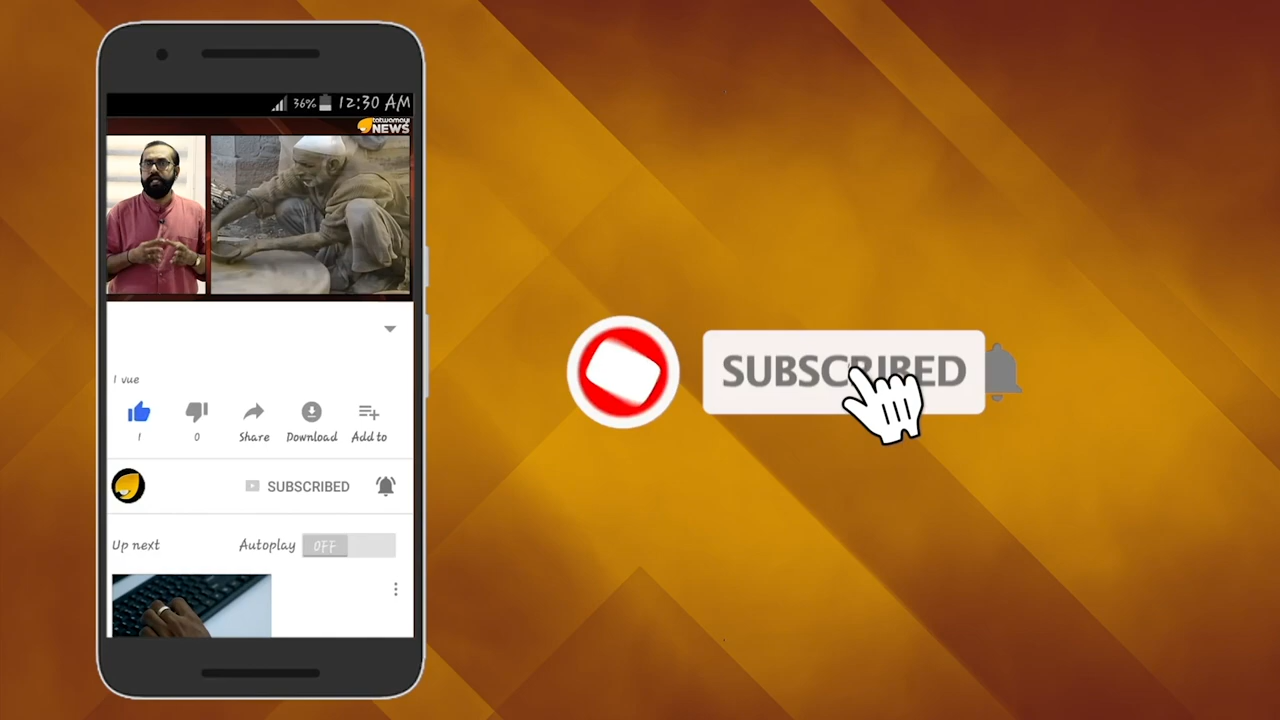 36% 12:30 AM
tatwamayi
NEWS
1 vue
1 0 Share Download Add to
SUBSCRIBED
Up next Autoplay OFF
SUBSCRIBED